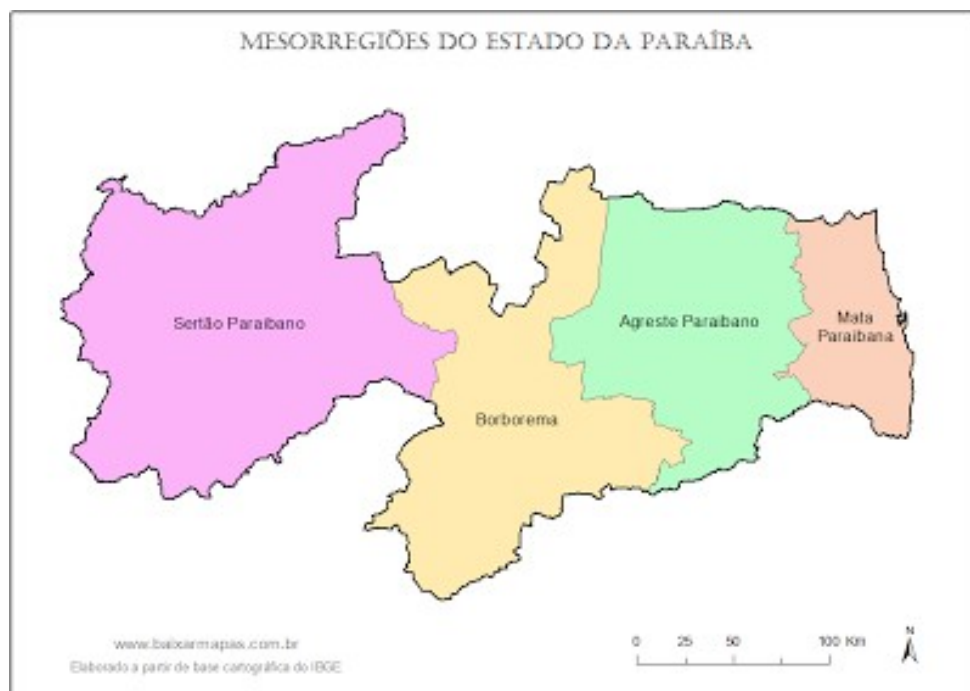 MESORREGIÕES DO ESTADO DA PARAÍBA
Sertão Paraibano
Agreste Paraibano
Mata
Paraibana
Borborema
www.baixarmapas.com.br
Elaborado a partir de base cartográfica do IBGE
0 25 50 100 Km
N